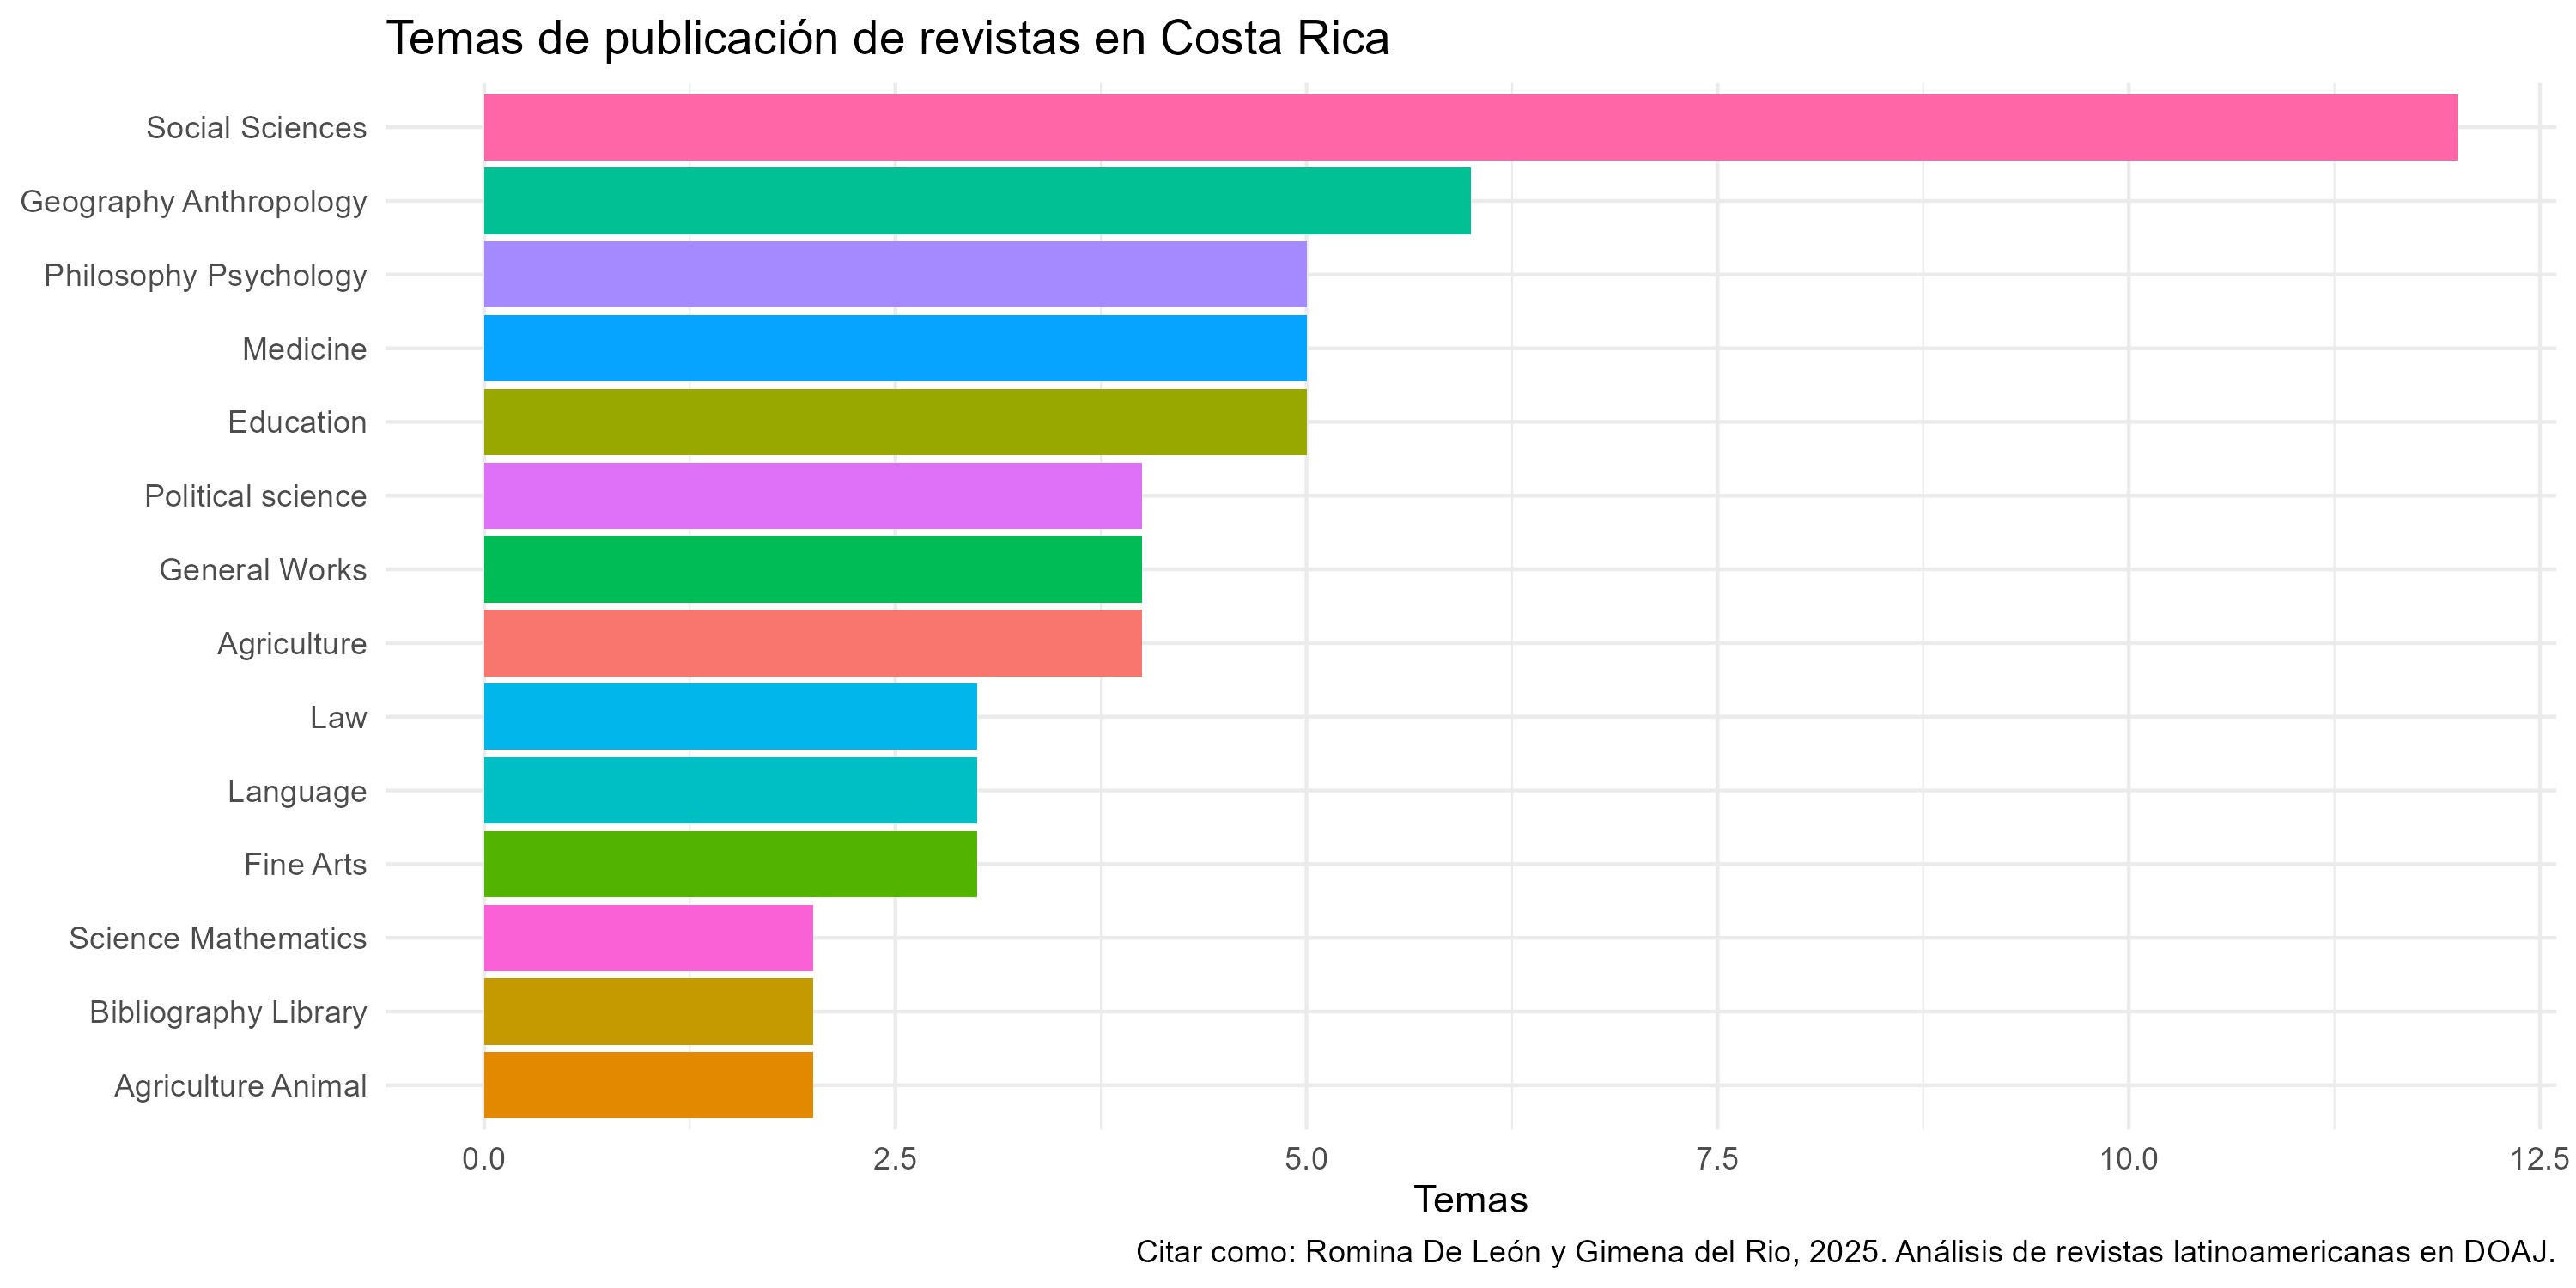 Temas de publicación de revistas en Costa Rica
Social Sciences
Geography Anthropology
Philosophy Psychology
Medicine
Education
Political science
General Works
Agriculture
Law
Language
Fine Arts
Science Mathematics
Bibliography Library
Agriculture Animal
0.0 2.5 5.0 7.5 10.0 12.5
Temas
Citar como: Romina De León y Gimena del Rio, 2025. Análisis de revistas latinoamericanas en DOAJ.